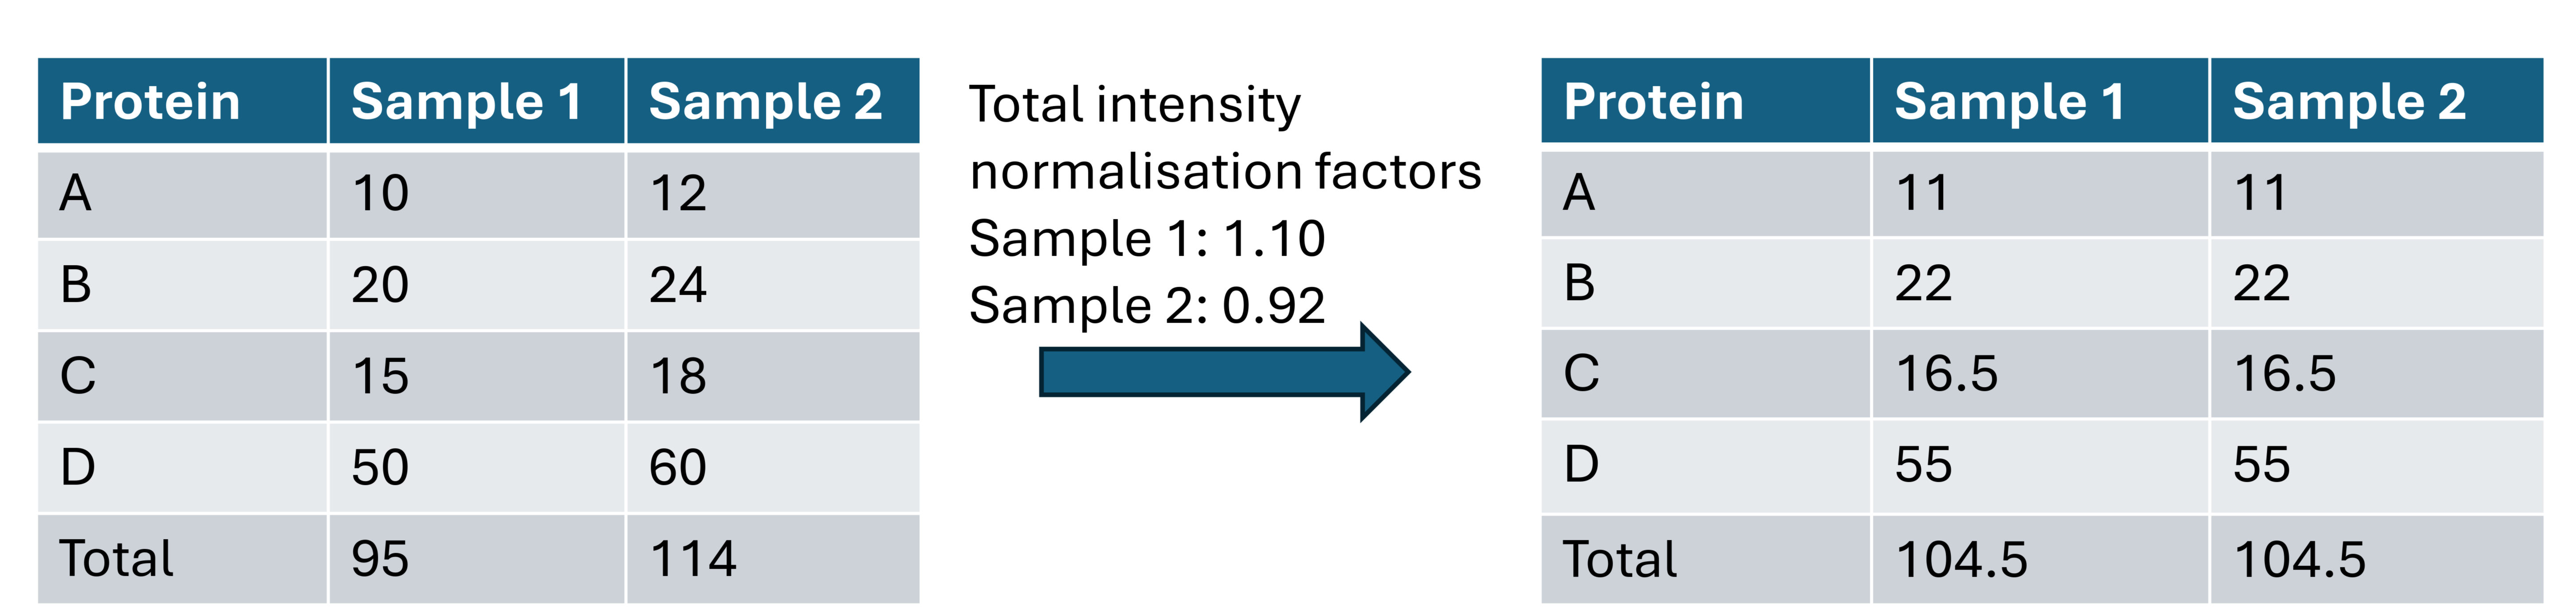 Protein Sample 1 Sample 2
A 10 12
B 20 24
C 15 18
D 50 60
Total 95 114
Total intensity
normalisation factors
Sample 1: 1.10
Sample 2: 0.92
Protein Sample 1 Sample 2
A 11 11
B 22 22
C 16.5 16.5
D 55 55
Total 104.5 104.5